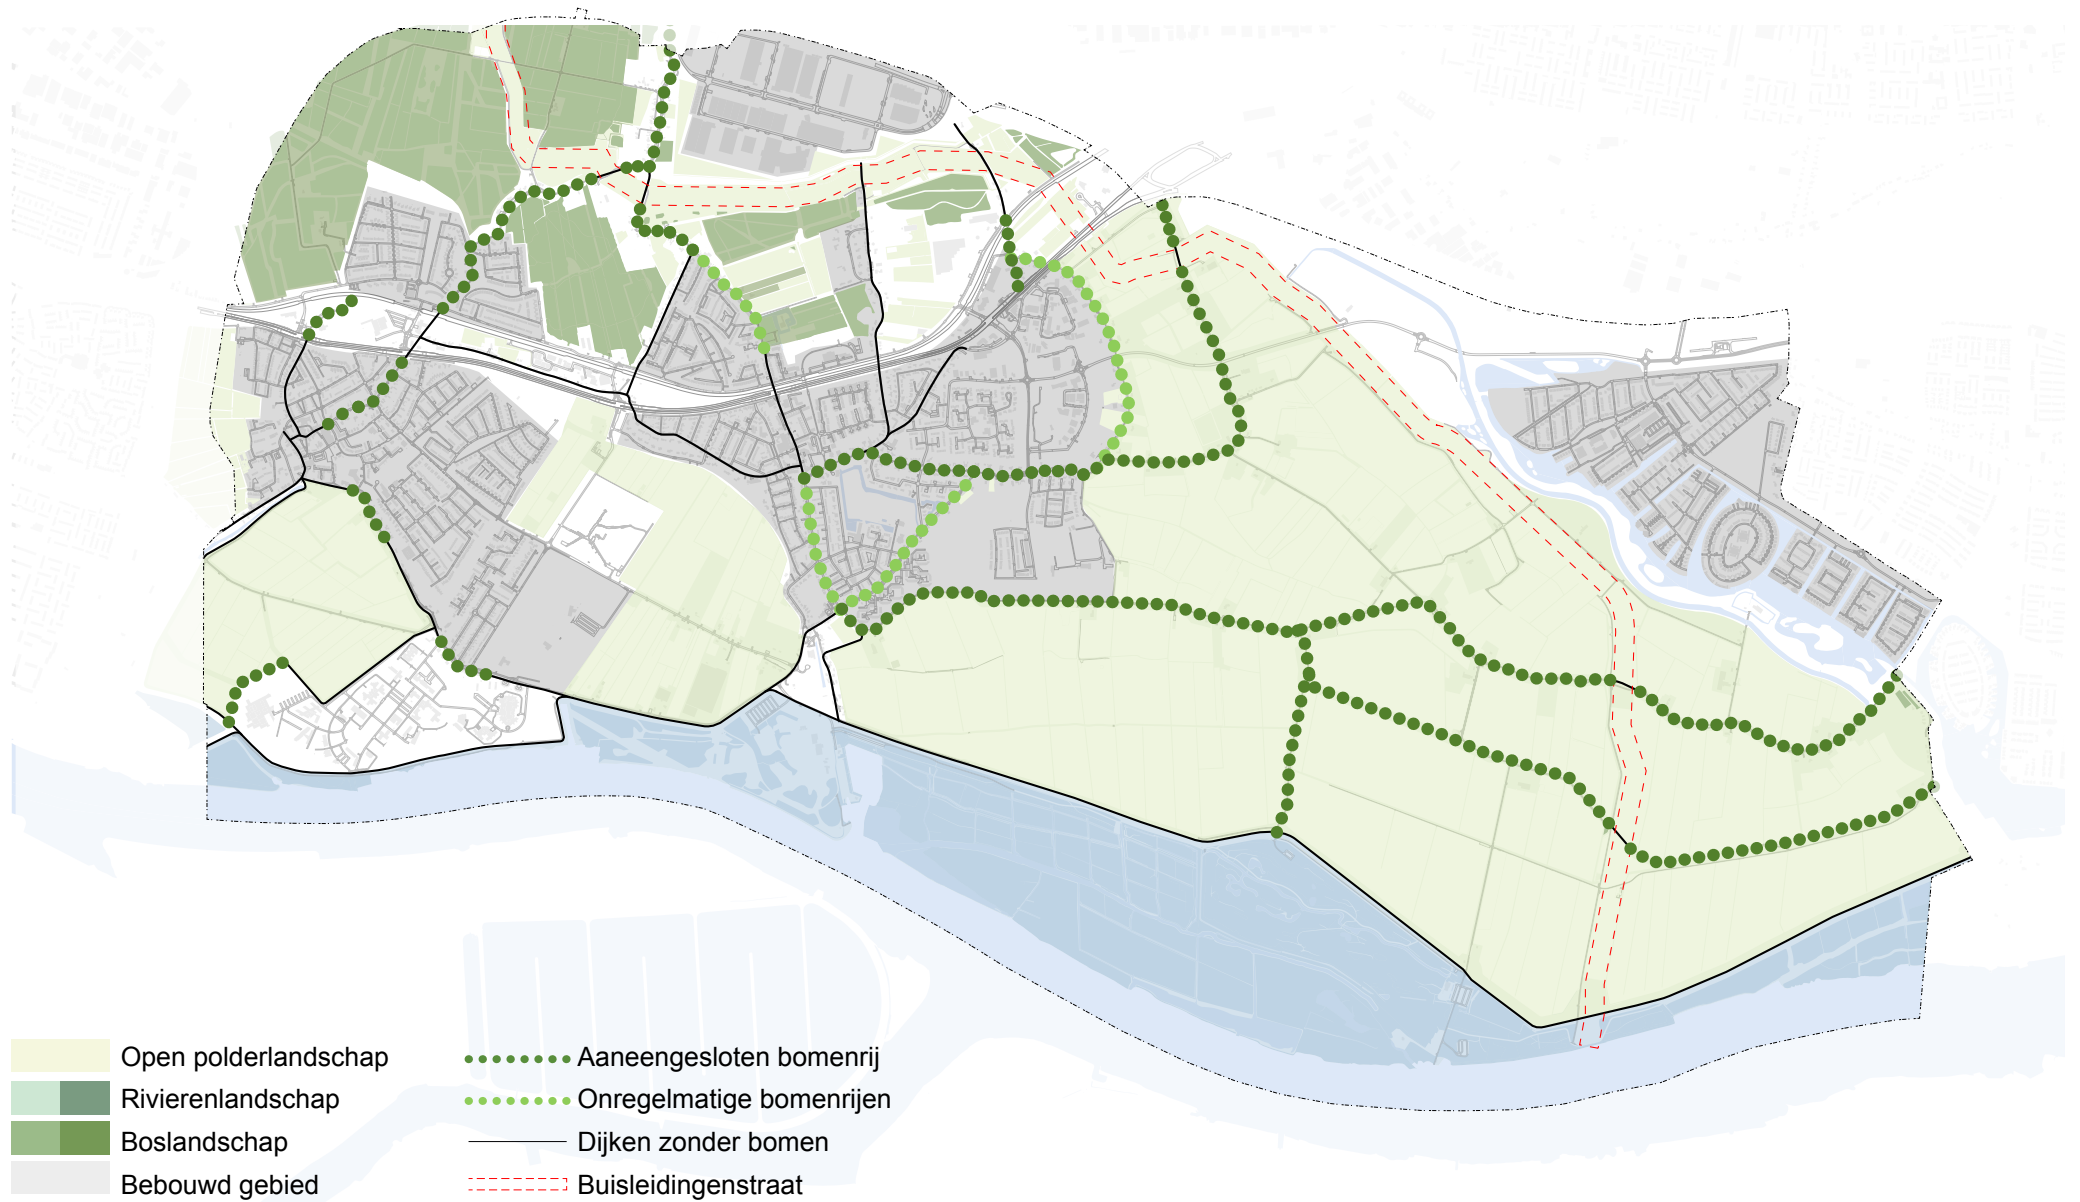 Open polderlandschap
Rivierenlandschap
Boslandschap
Bebouwd gebied
Aaneengesloten bomenrij
Onregelmatige bomenrijen
Dijken zonder bomen
Buisleidingenstraat